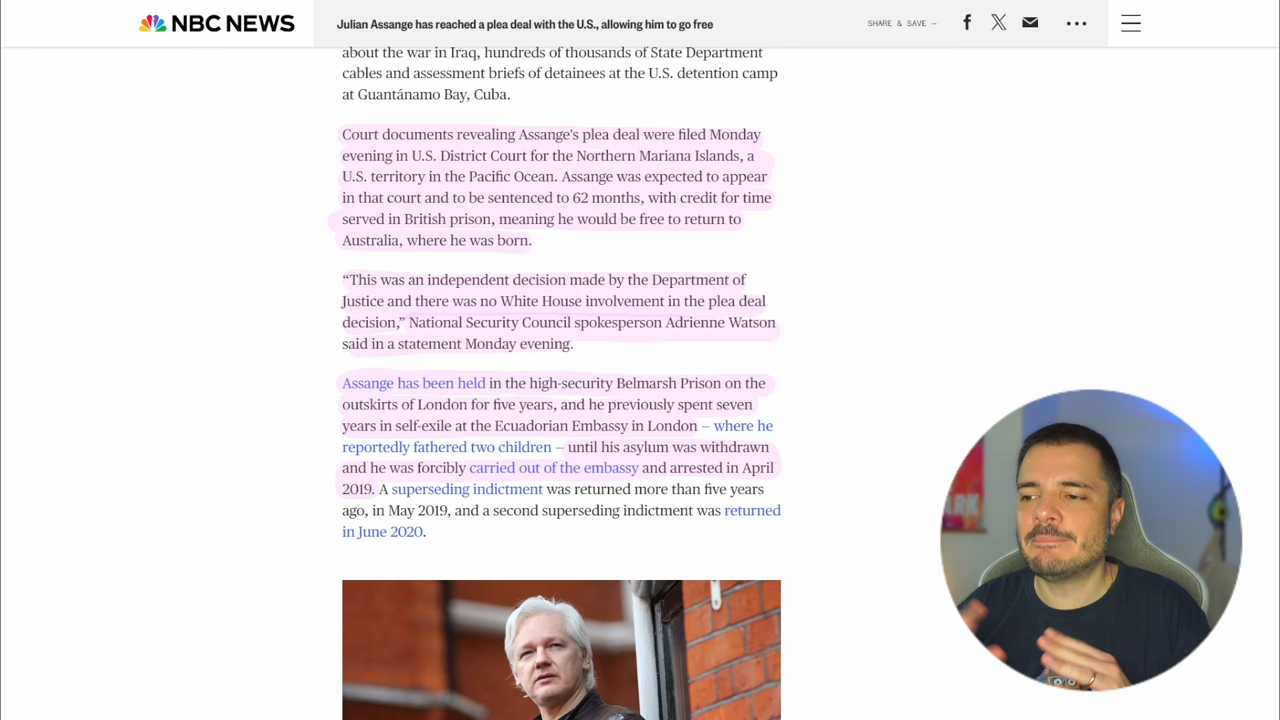 NBC NEWS
Julian Assange has reached a plea deal with the U.S., allowing him to go free
SHARE & SAVE —
about the war in Iraq, hundreds of thousands of State Department
cables and assessment briefs of detainees at the U.S. detention camp
at Guantánamo Bay, Cuba.
Court documents revealing Assange's plea deal were filed Monday
evening in U.S. District Court for the Northern Mariana Islands, a
U.S. territory in the Pacific Ocean. Assange was expected to appear
in that court and to be sentenced to 62 months, with credit for time
served in British prison, meaning he would be free to return to
Australia, where he was born.
“This was an independent decision made by the Department of
Justice and there was no White House involvement in the plea deal
decision,” National Security Council spokesperson Adrienne Watson
said in a statement Monday evening.
Assange has been held in the high-security Belmarsh Prison on the
outskirts of London for five years, and he previously spent seven
years in self-exile at the Ecuadorian Embassy in London — where he
reportedly fathered two children — until his asylum was withdrawn
and he was forcibly carried out of the embassy and arrested in April
2019. A superseding indictment was returned more than five years
ago, in May 2019, and a second superseding indictment was returned
in June 2020.